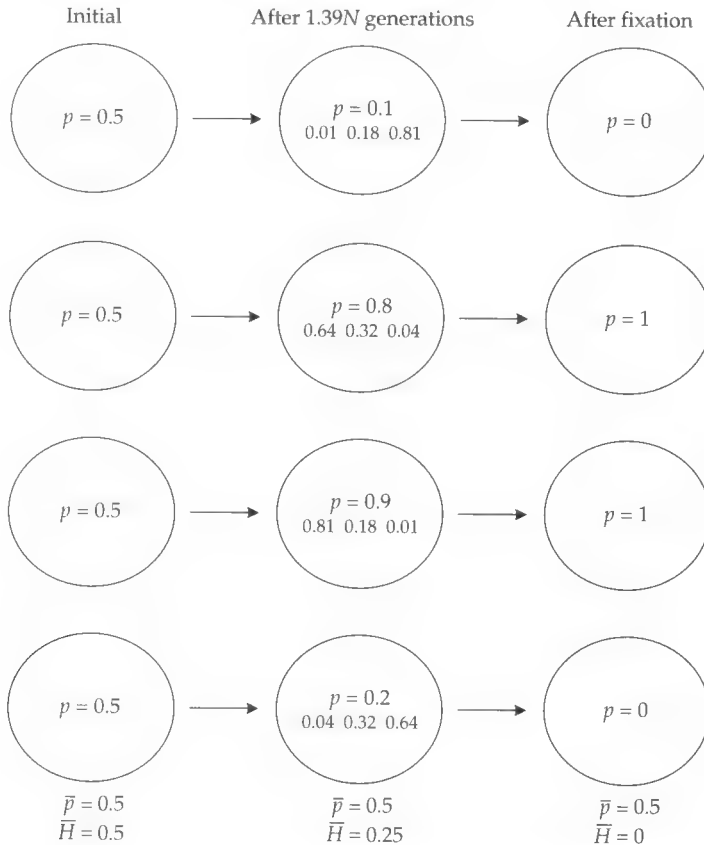 Initial After 1.39N generations After fixation
p = 0.5 p = 0.1 p = 0
0.01 0.18 0.81
p = 0.5 p = 0.8 p = 1
0.64 0.32 0.04
p = 0.5 p = 0.9 p = 1
0.81 0.18 0.01
p = 0.5 p = 0.2 p = 0
0.04 0.32 0.64
p̅ = 0.5 p̅ = 0.5 p̅ = 0.5
H̅ = 0.5 H̅ = 0.25 H̅ = 0